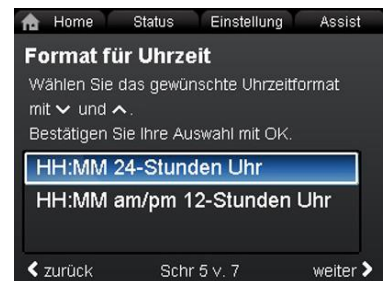 Home Status Einstellung Assist
Format für Uhrzeit
Wählen Sie das gewünschte Uhrzeitformat
mit ⌄ und ⌃.
Bestätigen Sie Ihre Auswahl mit OK.
HH:MM 24-Stunden Uhr
HH:MM am/pm 12-Stunden Uhr
zurück Schr 5 v. 7 weiter